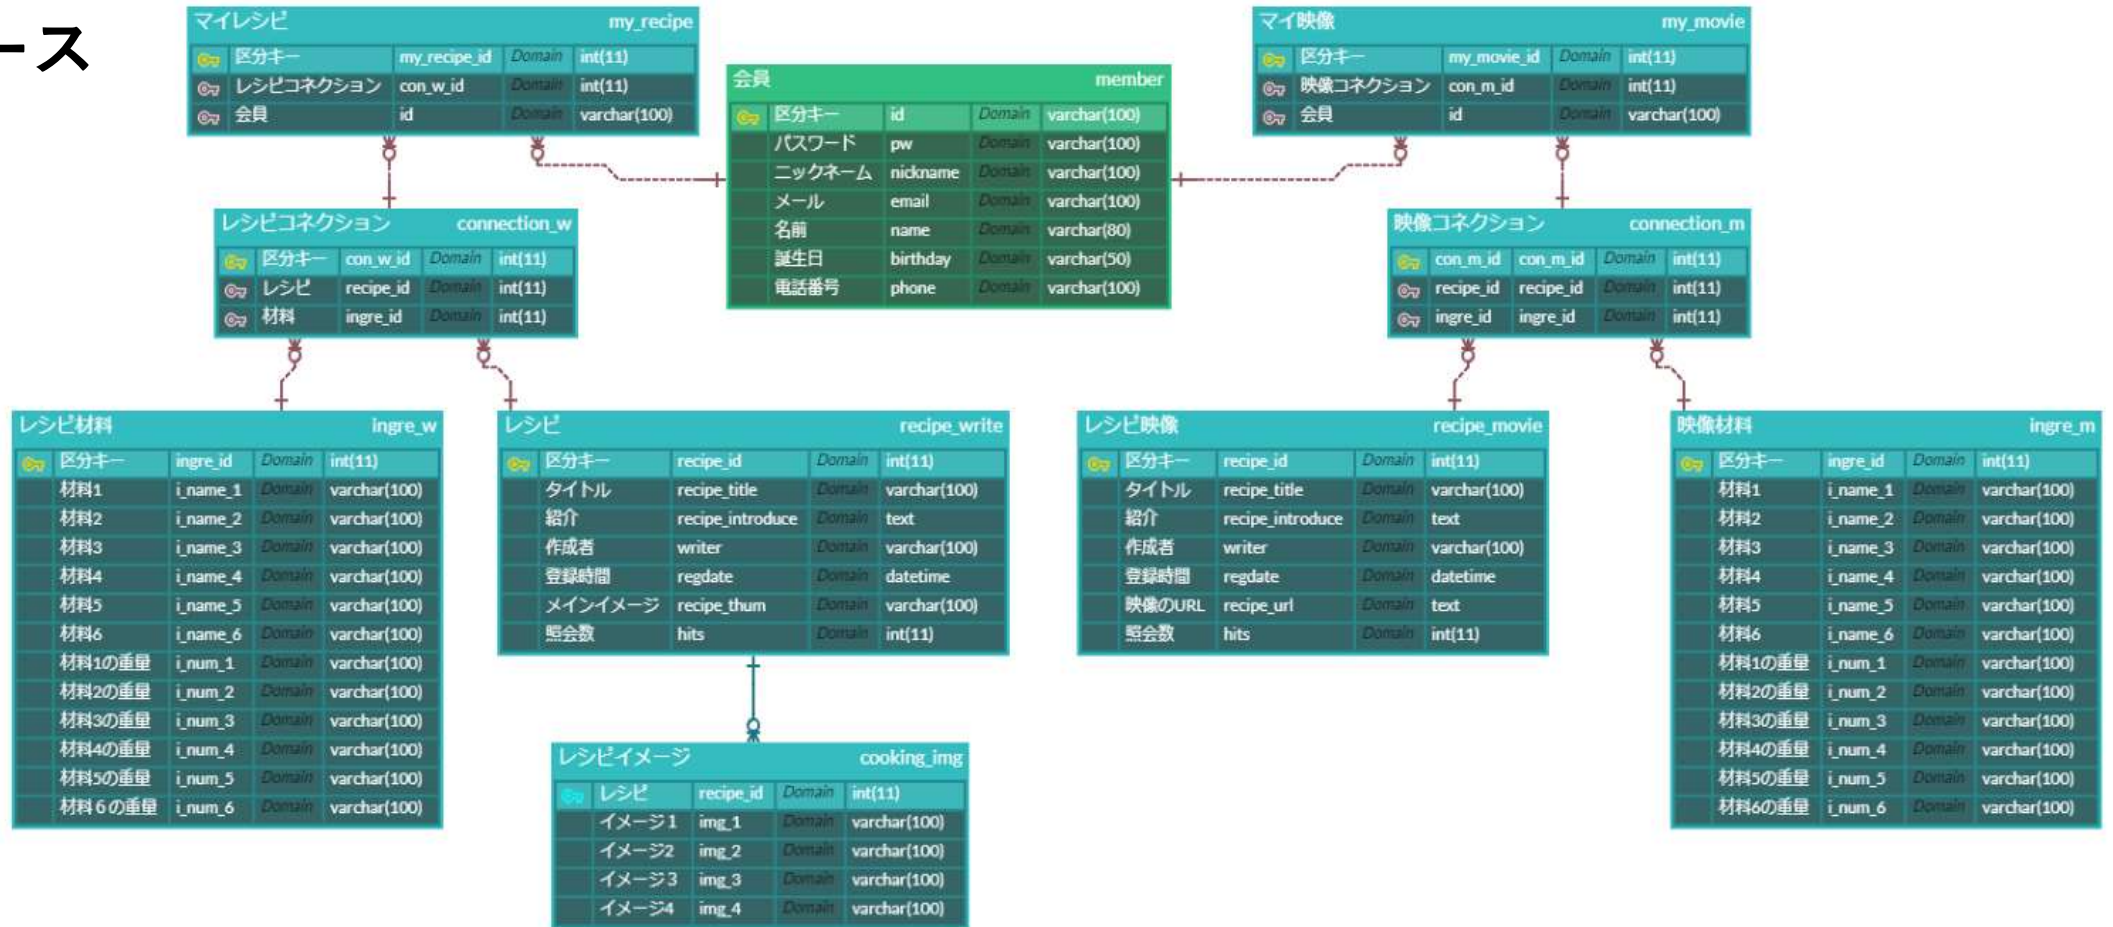 ース
マイレシピ my_recipe
区分キー my_recipe_id Domain int(11)
レシピコネクション con_w_id Domain int(11)
会員 id Domain varchar(100)
会員 member
区分キー id Domain varchar(100)
パスワード pw Domain varchar(100)
ニックネーム nickname Domain varchar(100)
メール email Domain varchar(100)
名前 name Domain varchar(80)
誕生日 birthday Domain varchar(50)
電話番号 phone Domain varchar(100)
マイ映像 my_movie
区分キー my_movie_id Domain int(11)
映像コネクション con_m_id Domain int(11)
会員 id Domain varchar(100)
レシピコネクション connection_w
区分キー con_w_id Domain int(11)
レシピ recipe_id Domain int(11)
材料 ingre_id Domain int(11)
映像コネクション connection_m
con_m_id con_m_id Domain int(11)
recipe_id recipe_id Domain int(11)
ingre_id ingre_id Domain int(11)
レシピ材料 ingre_w
区分キー ingre_id Domain int(11)
材料1 i_name_1 Domain varchar(100)
材料2 i_name_2 Domain varchar(100)
材料3 i_name_3 Domain varchar(100)
材料4 i_name_4 Domain varchar(100)
材料5 i_name_5 Domain varchar(100)
材料6 i_name_6 Domain varchar(100)
材料1の重量 i_num_1 Domain varchar(100)
材料2の重量 i_num_2 Domain varchar(100)
材料3の重量 i_num_3 Domain varchar(100)
材料4の重量 i_num_4 Domain varchar(100)
材料5の重量 i_num_5 Domain varchar(100)
材料６の重量 i_num_6 Domain varchar(100)
レシピ recipe_write
区分キー recipe_id Domain int(11)
タイトル recipe_title Domain varchar(100)
紹介 recipe_introduce Domain text
作成者 writer Domain varchar(100)
登録時間 regdate Domain datetime
メインイメージ recipe_thum Domain varchar(100)
照会数 hits Domain int(11)
レシピ映像 recipe_movie
区分キー recipe_id Domain int(11)
タイトル recipe_title Domain varchar(100)
紹介 recipe_introduce Domain text
作成者 writer Domain varchar(100)
登録時間 regdate Domain datetime
映像のURL recipe_url Domain text
照会数 hits Domain int(11)
映像材料 ingre_m
区分キー ingre_id Domain int(11)
材料1 i_name_1 Domain varchar(100)
材料2 i_name_2 Domain varchar(100)
材料3 i_name_3 Domain varchar(100)
材料4 i_name_4 Domain varchar(100)
材料5 i_name_5 Domain varchar(100)
材料6 i_name_6 Domain varchar(100)
材料1の重量 i_num_1 Domain varchar(100)
材料2の重量 i_num_2 Domain varchar(100)
材料3の重量 i_num_3 Domain varchar(100)
材料4の重量 i_num_4 Domain varchar(100)
材料5の重量 i_num_5 Domain varchar(100)
材料6の重量 i_num_6 Domain varchar(100)
レシピイメージ cooking_img
レシピ recipe_id Domain int(11)
イメージ１ img_1 Domain varchar(100)
イメージ2 img_2 Domain varchar(100)
イメージ３ img_3 Domain varchar(100)
イメージ4 img_4 Domain varchar(100)